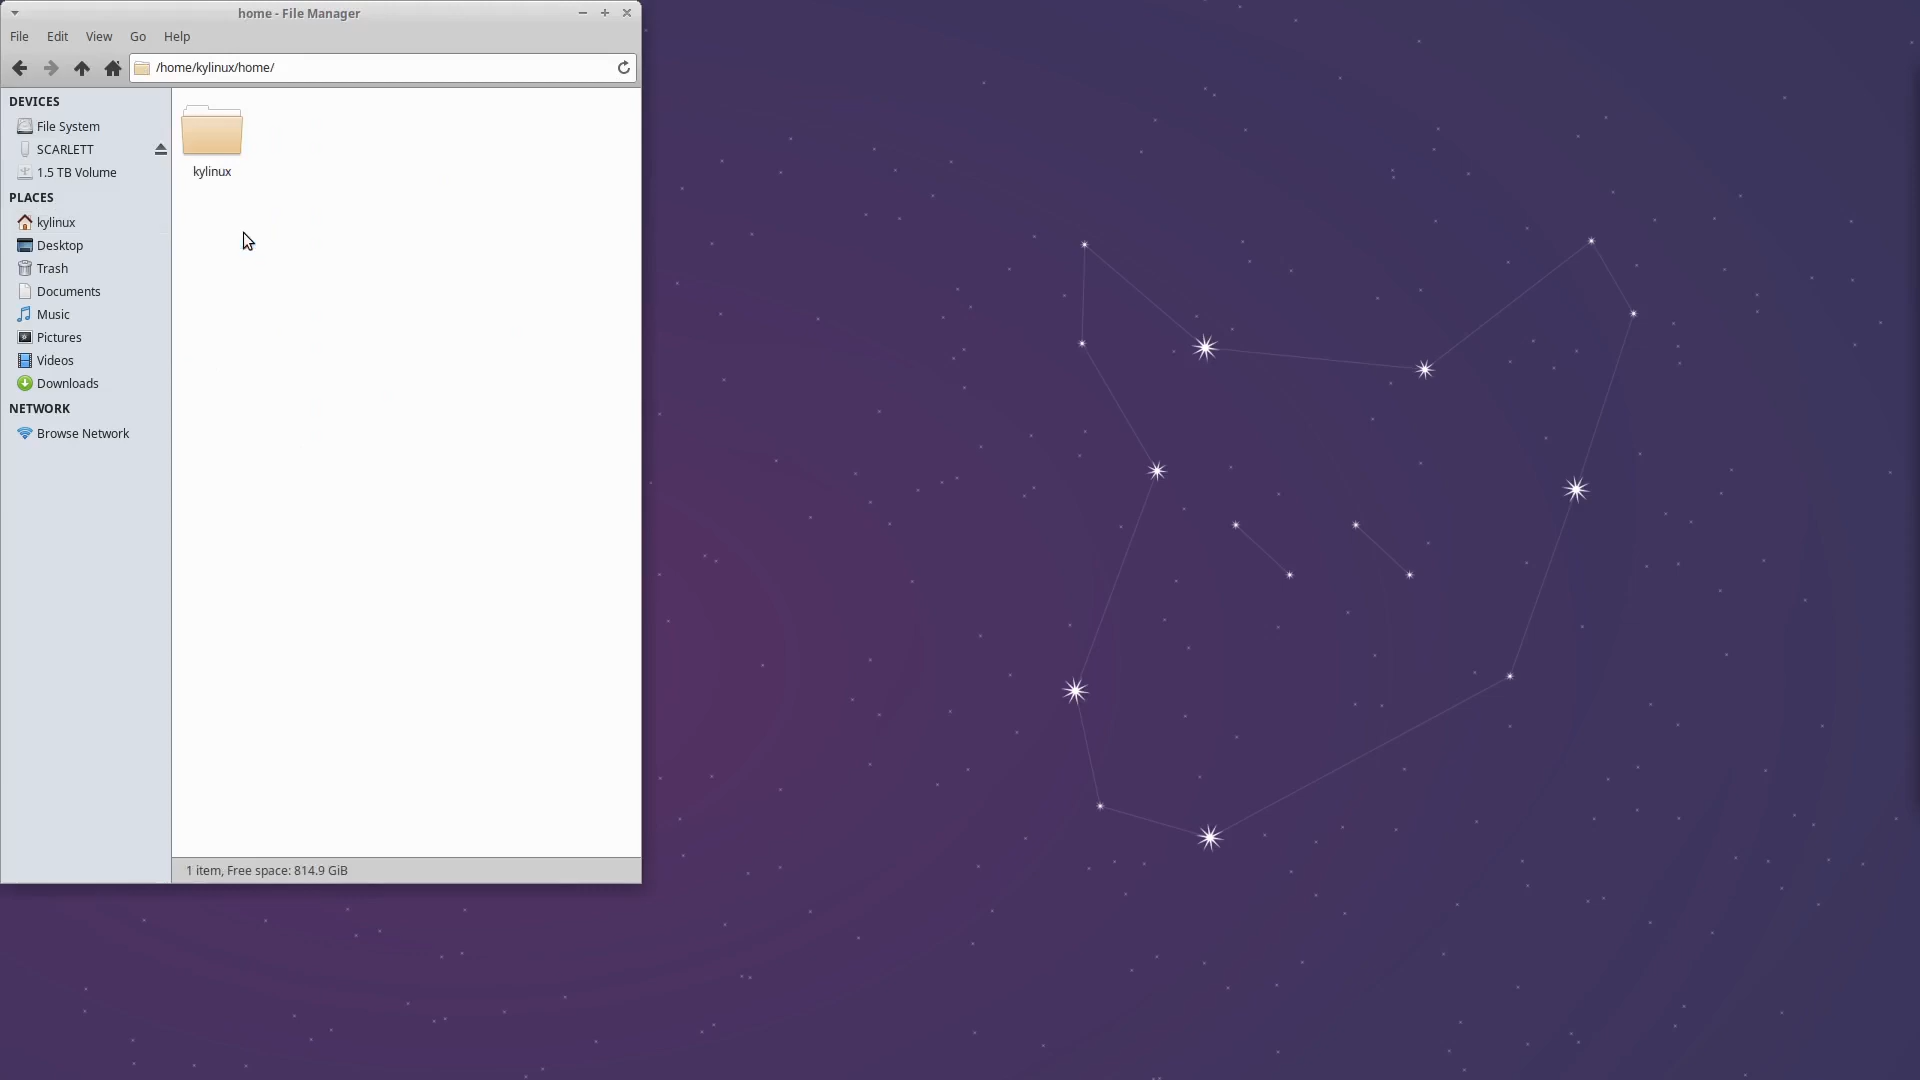 home - File Manager
File Edit View Go Help
/home/kylinux/home/
DEVICES
File System
SCARLETT
1.5 TB Volume
PLACES
kylinux
Desktop
Trash
Documents
Music
Pictures
Videos
Downloads
NETWORK
Browse Network
kylinux
1 item, Free space: 814.9 GiB